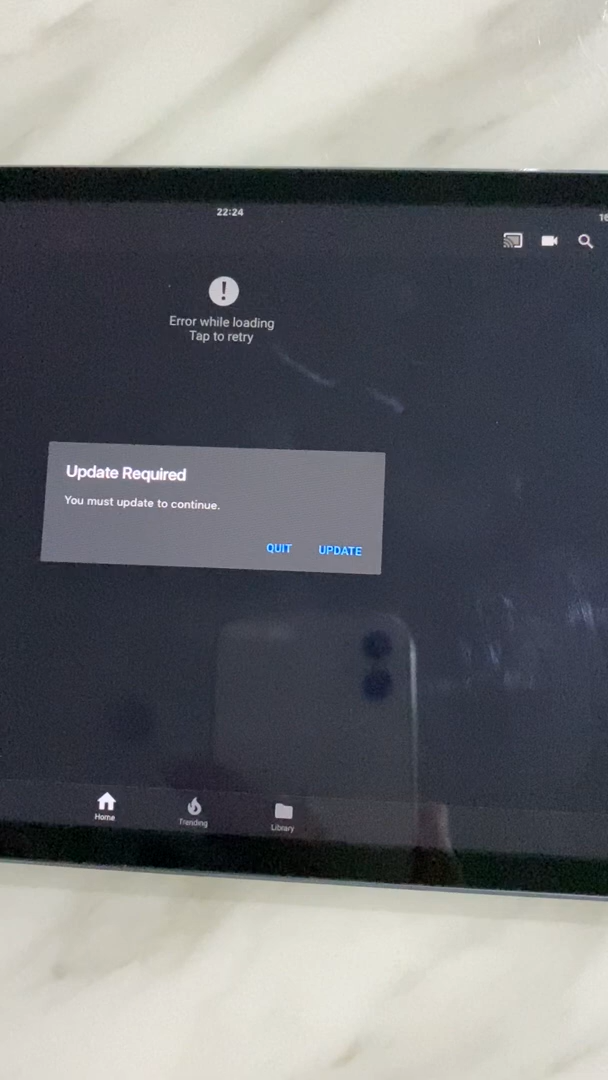 22:24
Error while loading
Tap to retry
Update Required
You must update to continue.
QUIT
UPDATE
Home
Trending
Library